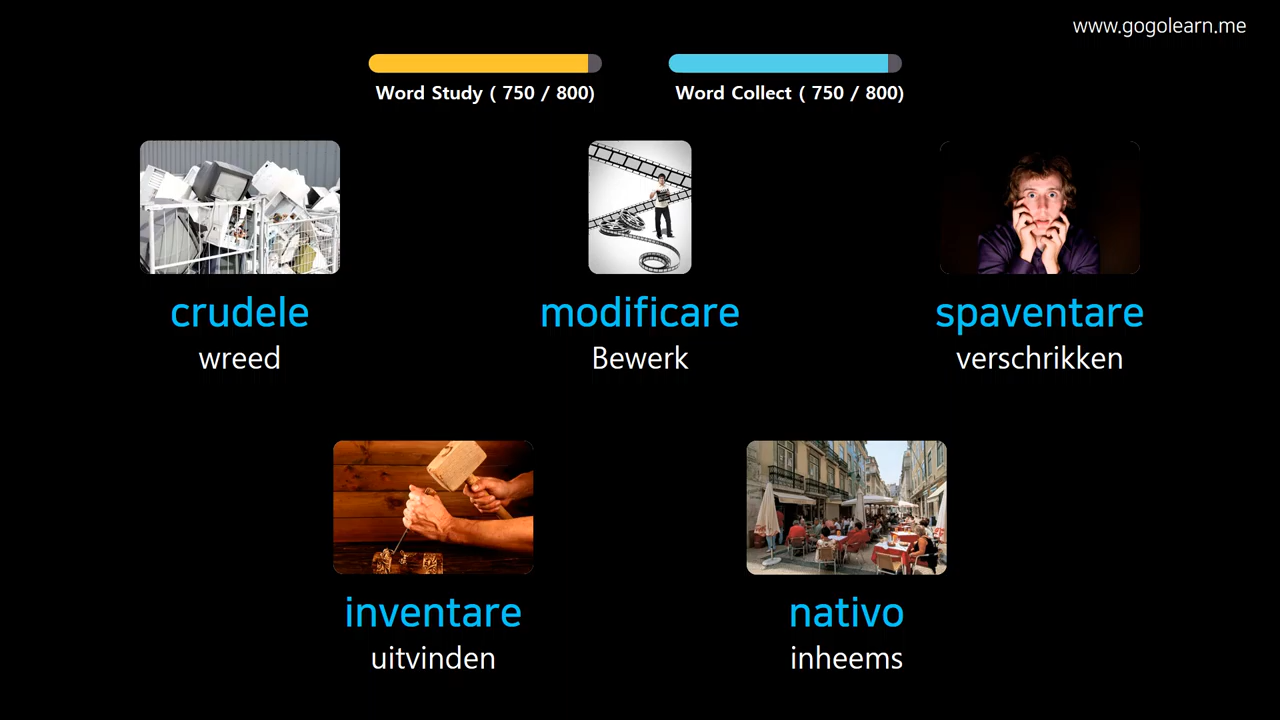 www.gogolearn.me
Word Study ( 750 / 800)
Word Collect ( 750 / 800)
crudele
wreed
modificare
Bewerk
spaventare
verschrikken
inventare
uitvinden
nativo
inheems